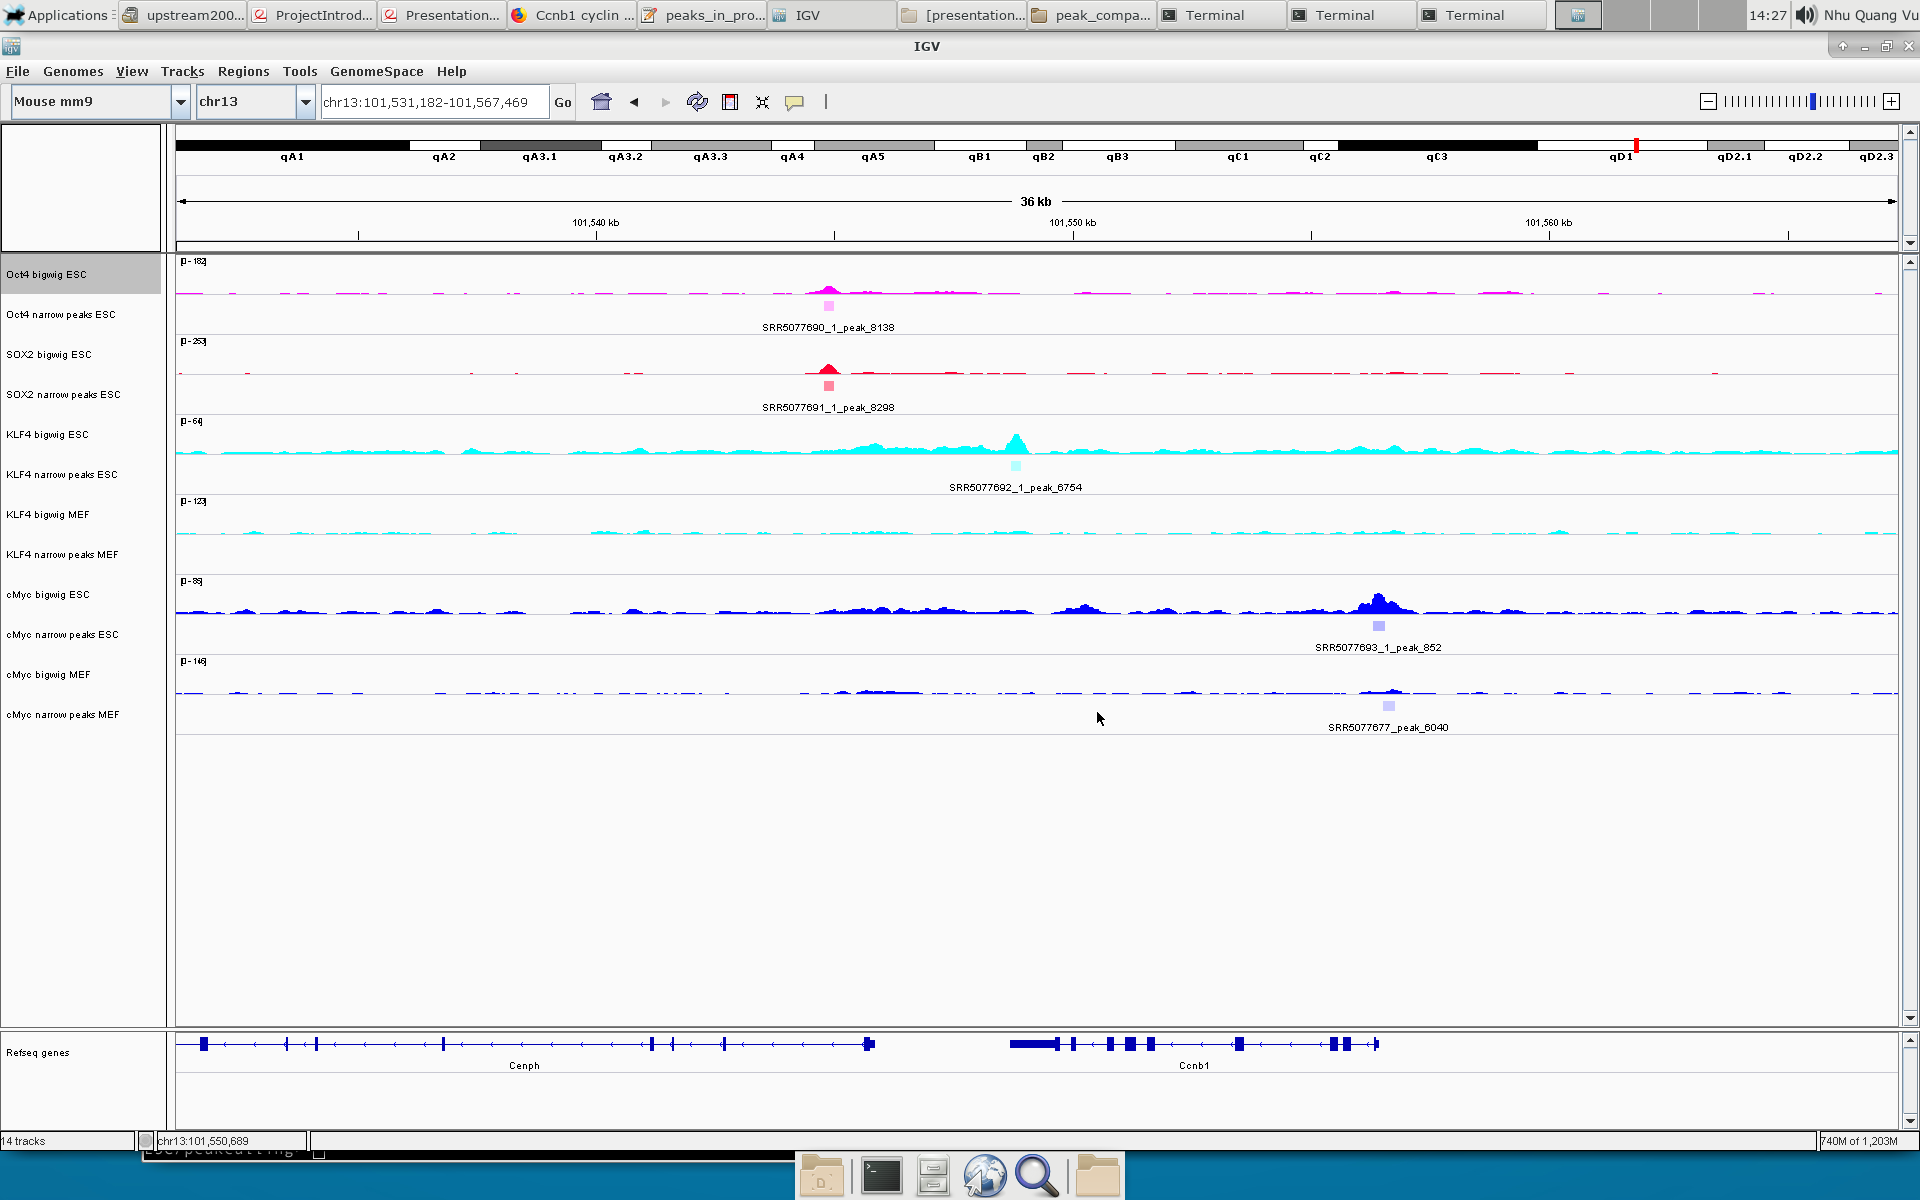 Applications upstream200... ProjectIntrod... Presentation... Ccnb1 cyclin ... peaks_in_pro... IGV [presentation... peak_compa... Terminal Terminal Terminal 14:27 Nhu Quang Vu
IGV
File Genomes View Tracks Regions Tools GenomeSpace Help
Mouse mm9 chr13 chr13:101,531,182-101,567,469 Go
qA1 qA2 qA3.1 qA3.2 qA3.3 qA4 qA5 qB1 qB2 qB3 qC1 qC2 qC3 qD1 qD2.1 qD2.2 qD2.3
36 kb
101,540 kb 101,550 kb 101,560 kb
[0-182]
Oct4 bigwig ESC
Oct4 narrow peaks ESC
SRR5077690_1_peak_8138
[0-253]
SOX2 bigwig ESC
SOX2 narrow peaks ESC
SRR5077691_1_peak_8298
[0-64]
KLF4 bigwig ESC
KLF4 narrow peaks ESC
SRR5077692_1_peak_6754
[0-123]
KLF4 bigwig MEF
KLF4 narrow peaks MEF
[0-85]
cMyc bigwig ESC
cMyc narrow peaks ESC
SRR5077693_1_peak_852
[0-146]
cMyc bigwig MEF
cMyc narrow peaks MEF
SRR5077677_peak_6040
Refseq genes
Cenph Ccnb1
14 tracks chr13:101,550,689 740M of 1,203M